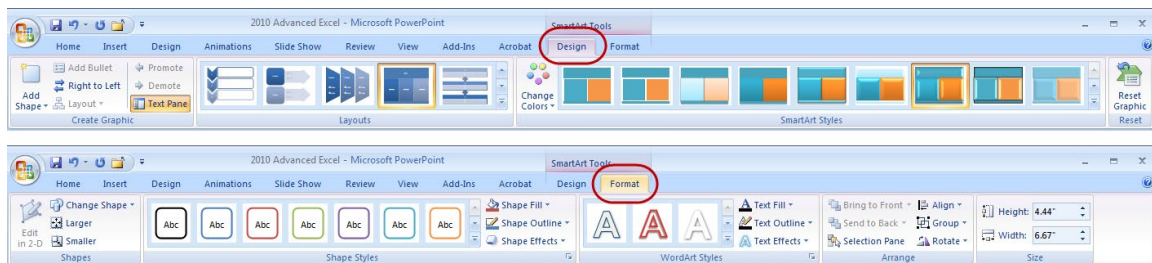 2010 Advanced Excel - Microsoft PowerPoint SmartArt Tools
Home Insert Design Animations Slide Show Review View Add-Ins Acrobat Design Format
Add Shape
Add Bullet
Right to Left
Layout
Promote
Demote
Text Pane
Change Colors
Reset Graphic
Create Graphic Layouts SmartArt Styles Reset
2010 Advanced Excel - Microsoft PowerPoint SmartArt Tools
Home Insert Design Animations Slide Show Review View Add-Ins Acrobat Design Format
Edit in 2-D
Change Shape
Larger
Smaller
Abc Abc Abc Abc Abc Abc Abc
Shape Fill
Shape Outline
Shape Effects
A A A
Text Fill
Text Outline
Text Effects
Bring to Front
Send to Back
Selection Pane
Align
Group
Rotate
Height: 4.44"
Width: 6.67"
Shapes Shape Styles WordArt Styles Arrange Size